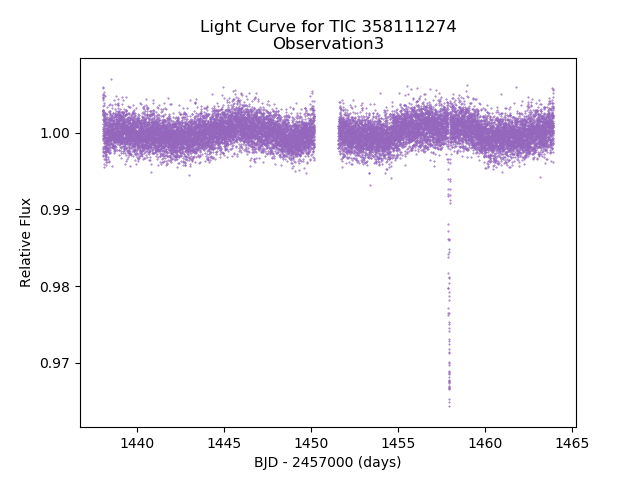 Light Curve for TIC 358111274
Observation3
1.00
0.99
0.98
0.97
Relative Flux
1440 1445 1450 1455 1460 1465
BJD - 2457000 (days)